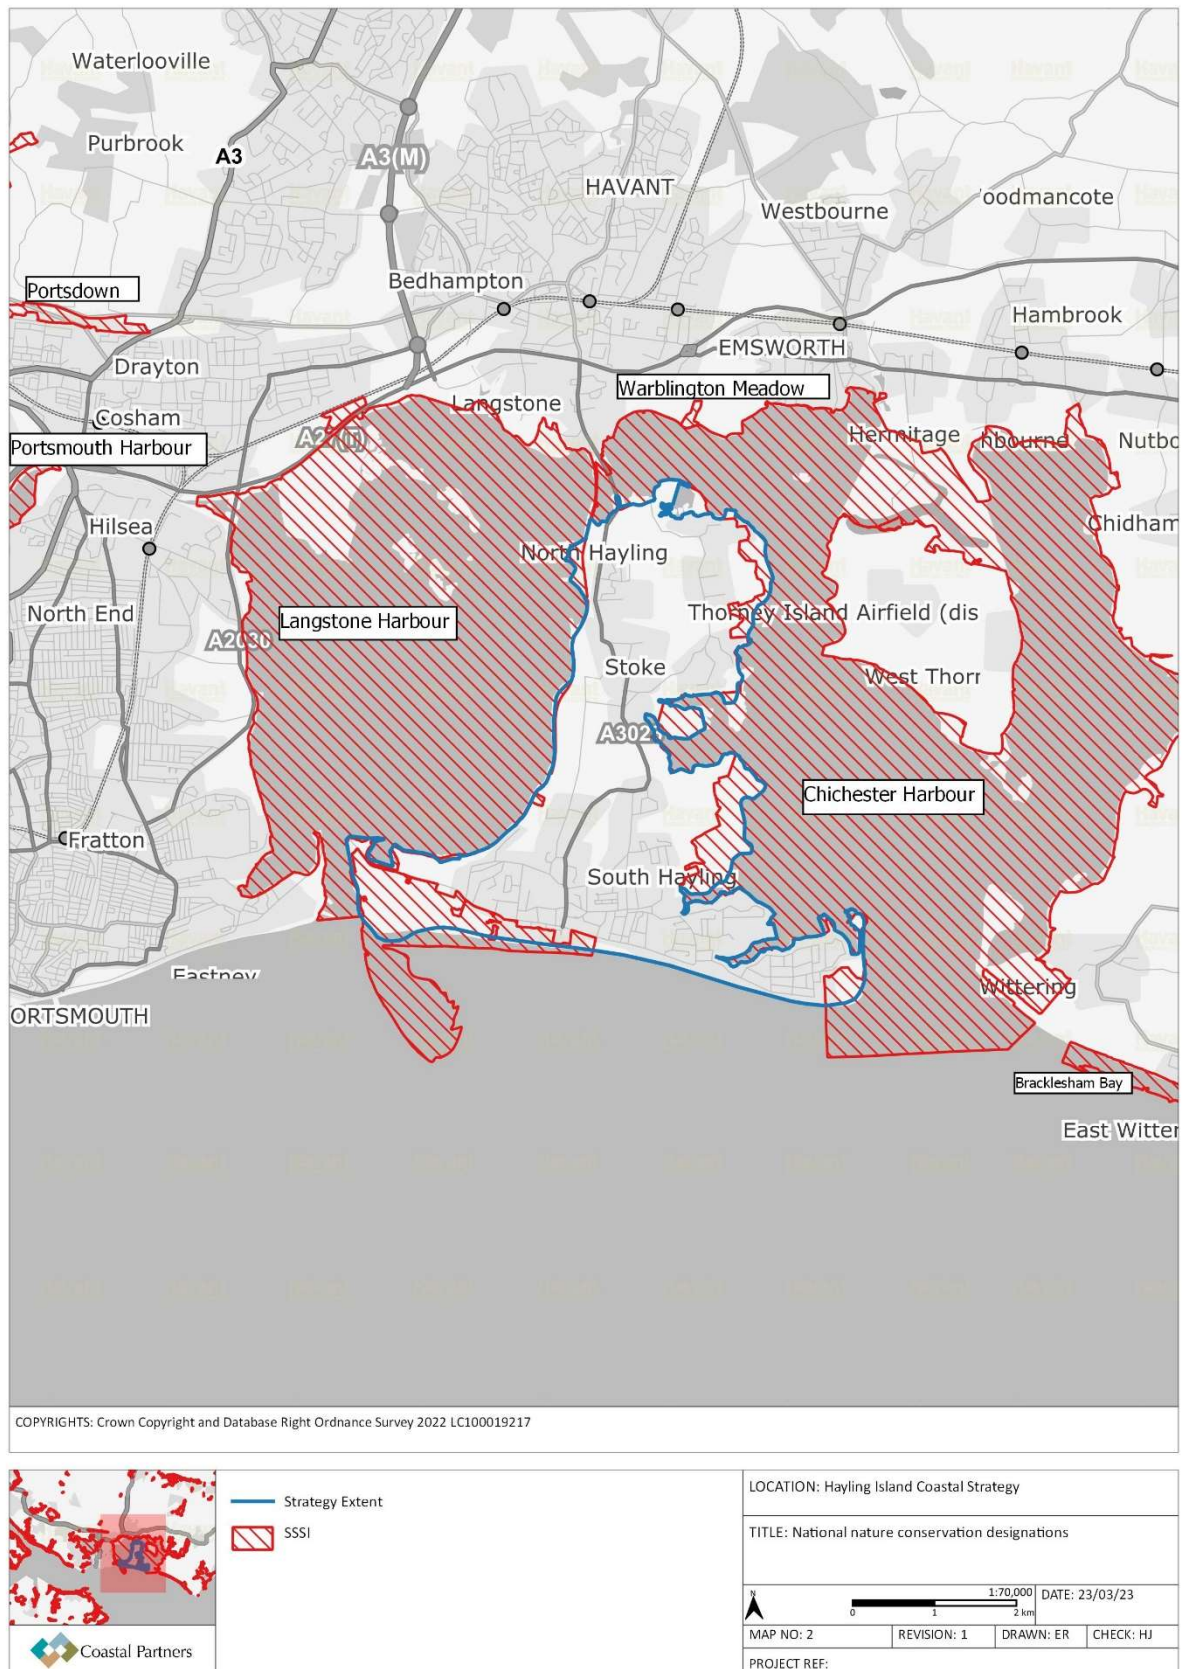 Waterlooville
Purbrook
A3
A3(M)
HAVANT
Westbourne
oodmancote
Portsdown
Bedhampton
Hambrook
Drayton
EMSWORTH
Warblington Meadow
Langstone
Cosham
A27(T)
Hermitage
hbourne
Nutbo
Portsmouth Harbour
Hilsea
Chidham
North Hayling
North End
Langstone Harbour
Thorney Island Airfield (dis
A2030
Stoke
West Thorr
A302
Chichester Harbour
Fratton
South Hayling
Eastney
Wittering
ORTSMOUTH
Bracklesham Bay
East Witter
COPYRIGHTS: Crown Copyright and Database Right Ordnance Survey 2022 LC100019217
Strategy Extent
SSSI
Coastal Partners
LOCATION: Hayling Island Coastal Strategy
TITLE: National nature conservation designations
N
1:70,000
0 1 2 km
DATE: 23/03/23
MAP NO: 2
REVISION: 1
DRAWN: ER
CHECK: HJ
PROJECT REF: